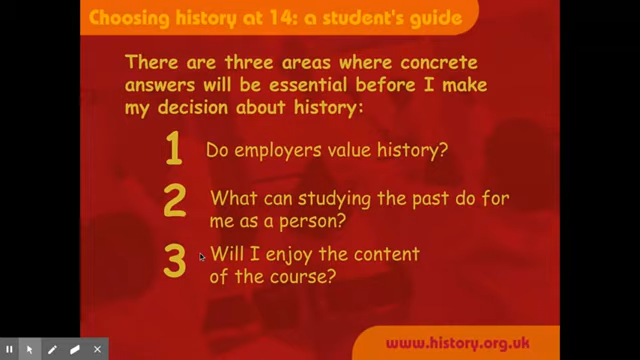 Choosing history at 14: a student's guide
There are three areas where concrete
answers will be essential before I make
my decision about history:
1 Do employers value history?
2 What can studying the past do for
me as a person?
3 Will I enjoy the content
of the course?
www.history.org.uk